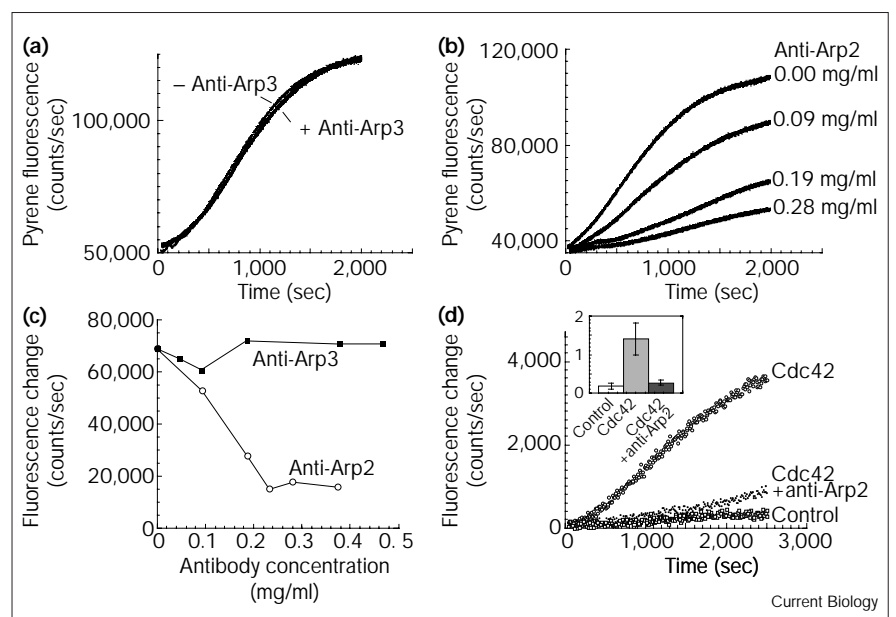 (a)
Pyrene fluorescence
(counts/sec)
100,000
50,000
– Anti-Arp3
+ Anti-Arp3
0
1,000
2,000
Time (sec)
(b)
Pyrene fluorescence
(counts/sec)
120,000
80,000
40,000
Anti-Arp2
0.00 mg/ml
0.09 mg/ml
0.19 mg/ml
0.28 mg/ml
0
1,000
2,000
Time (sec)
(c)
Fluorescence change
(counts/sec)
80,000
60,000
40,000
20,000
0
Anti-Arp3
Anti-Arp2
0 0.1 0.2 0.3 0.4 0.5
Antibody concentration
(mg/ml)
(d)
Fluorescence change
(counts/sec)
4,000
2,000
0
2
1
0
Control
Cdc42
Cdc42
+anti-Arp2
Cdc42
Cdc42
+anti-Arp2
Control
0 1,000 2,000 3,000
Time (sec)
Current Biology